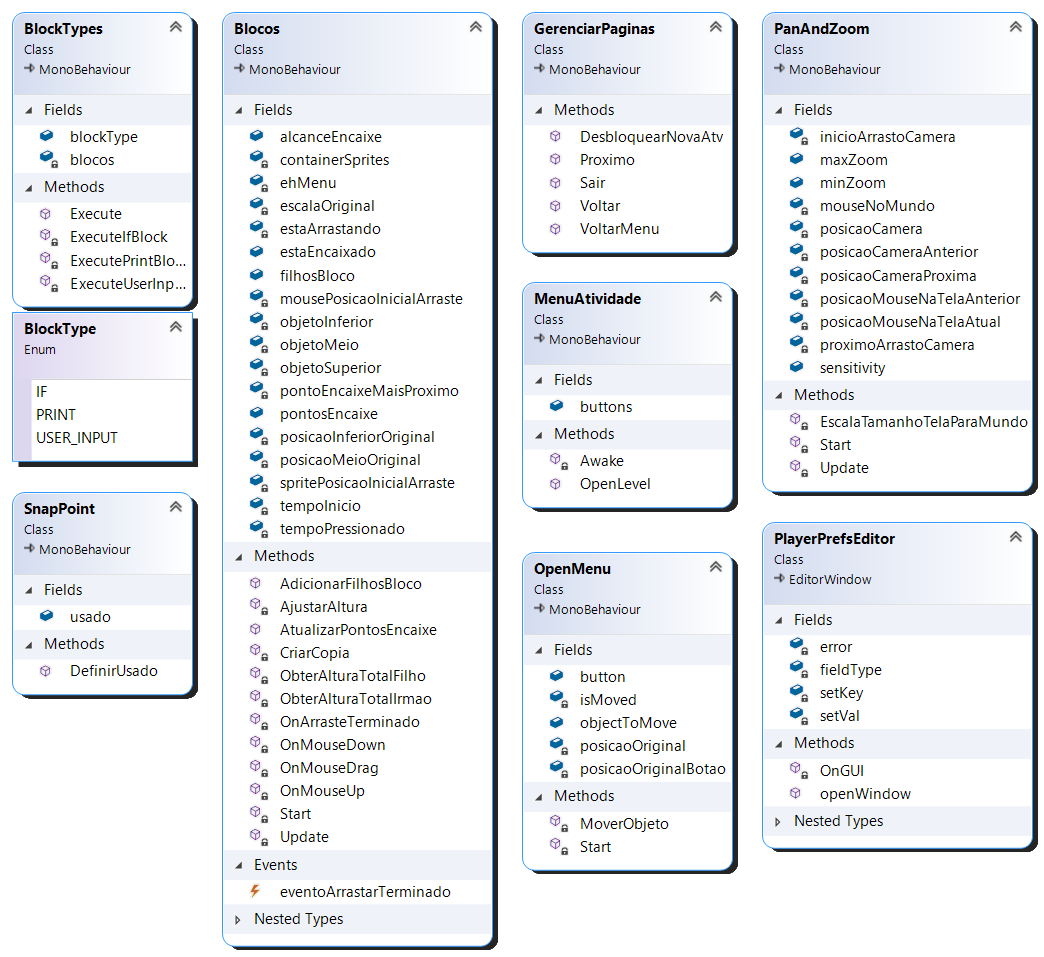 BlockTypes
Class
MonoBehaviour
Fields
blockType
blocos
Methods
Execute
ExecuteIfBlock
ExecutePrintBlo...
ExecuteUserInp...
BlockType
Enum
IF
PRINT
USER_INPUT
SnapPoint
Class
MonoBehaviour
Fields
usado
Methods
DefinirUsado
Blocos
Class
MonoBehaviour
Fields
alcanceEncaixe
containerSprites
ehMenu
escalaOriginal
estaArrastando
estaEncaixado
filhosBloco
mousePosicaoInicialArraste
objetoInferior
objetoMeio
objetoSuperior
pontoEncaixeMaisProximo
pontosEncaixe
posicaoInferiorOriginal
posicaoMeioOriginal
spritePosicaoInicialArraste
tempoInicio
tempoPressionado
Methods
AdicionarFilhosBloco
AjustarAltura
AtualizarPontosEncaixe
CriarCopia
ObterAlturaTotalFilho
ObterAlturaTotalIrmao
OnArrasteTerminado
OnMouseDown
OnMouseDrag
OnMouseUp
Start
Update
Events
eventoArrastarTerminado
Nested Types
GerenciarPaginas
Class
MonoBehaviour
Methods
DesbloquearNovaAtv
Proximo
Sair
Voltar
VoltarMenu
MenuAtividade
Class
MonoBehaviour
Fields
buttons
Methods
Awake
OpenLevel
OpenMenu
Class
MonoBehaviour
Fields
button
isMoved
objectToMove
posicaoOriginal
posicaoOriginalBotao
Methods
MoverObjeto
Start
PanAndZoom
Class
MonoBehaviour
Fields
inicioArrastoCamera
maxZoom
minZoom
mouseNoMundo
posicaoCamera
posicaoCameraAnterior
posicaoCameraProxima
posicaoMouseNaTelaAnterior
posicaoMouseNaTelaAtual
proximoArrastoCamera
sensitivity
Methods
EscalaTamanhoTelaParaMundo
Start
Update
PlayerPrefsEditor
Class
EditorWindow
Fields
error
fieldType
setKey
setVal
Methods
OnGUI
openWindow
Nested Types